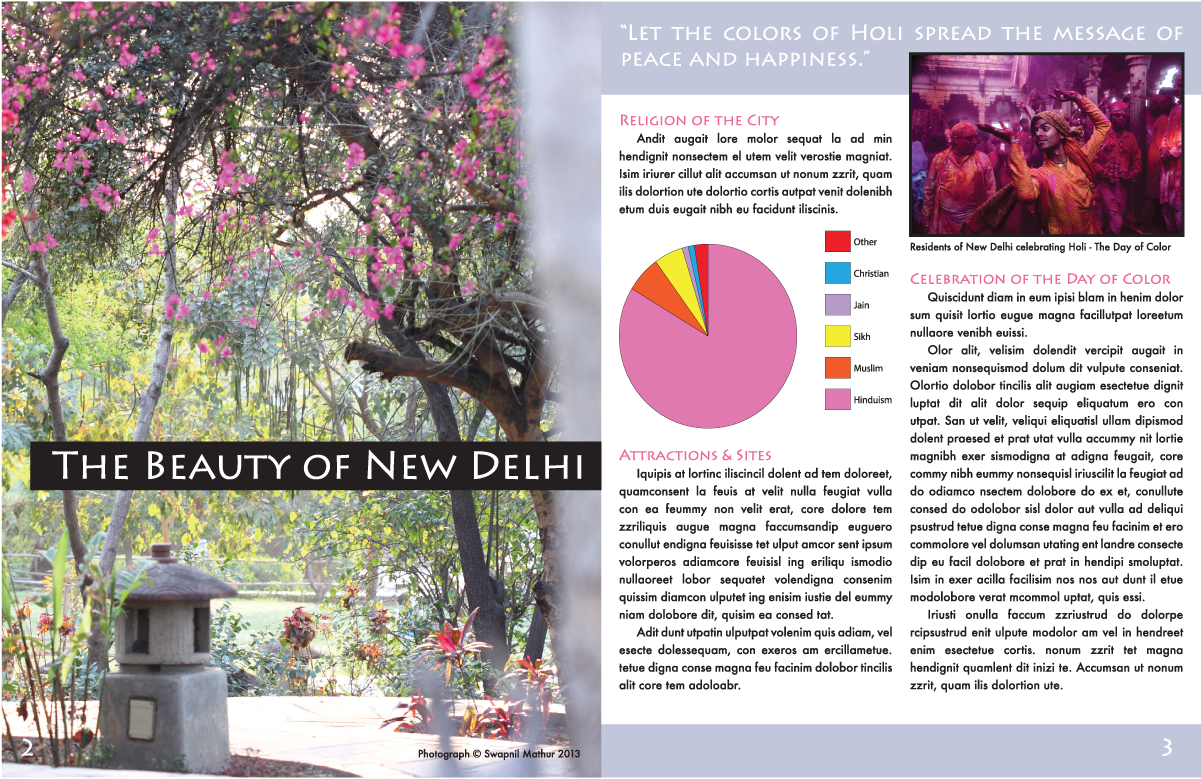 THE BEAUTY OF NEW DELHI
2
Photograph © Swapnil Mathur 2013
“LET THE COLORS OF HOLI SPREAD THE MESSAGE OF
PEACE AND HAPPINESS.”
RELIGION OF THE CITY
Andit augait lore molor sequat la ad min
hendignit nonsectem el utem velit verostie magniat.
Isim iriurer cillut alit accumsan ut nonum zzrit, quam
ilis dolortion ute dolortio cortis autpat venit dolenibh
etum duis eugait nibh eu facidunt iliscinis.
Other
Christian
Jain
Sikh
Muslim
Hinduism
ATTRACTIONS & SITES
Iquipis at lortinc iliscincil dolent ad tem doloreet,
quamconsent la feuis at velit nulla feugiat vulla
con ea feummy non velit erat, core dolore tem
zzriliquis augue magna faccumsandip euguero
conullut endigna feuisisse tet ulput amcor sent ipsum
volorperos adiamcore feuisisl ing eriliqu ismodio
nullaoreet lobor sequatet volendigna consenim
quissim diamcon ulputet ing enisim iustie del eummy
niam dolobore dit, quisim ea consed tat.
Adit dunt utpatin ulputpat volenim quis adiam, vel
esecte dolessequam, con exeros am ercillametue.
tetue digna conse magna feu facinim dolobor tincilis
alit core tem adoloabr.
Residents of New Delhi celebrating Holi - The Day of Color
CELEBRATION OF THE DAY OF COLOR
Quiscidunt diam in eum ipisi blam in henim dolor
sum quisit lortio eugue magna facillutpat loreetum
nullaore venibh euissi.
Olor alit, velisim dolendit vercipit augait in
veniam nonsequismod dolum dit vulpute conseniat.
Olortio dolobor tincilis alit augiam esectetue dignit
luptat dit alit dolor sequip eliquatum ero con
utpat. San ut velit, veliqui eliquatisl ullam dipismod
dolent praesed et prat utat vulla accummy nit lortie
magnibh exer sismodigna at adigna feugait, core
commy nibh eummy nonsequisl iriuscilit la feugiat ad
do odiamco nsectem dolobore do ex et, conullute
consed do odolobor sisl dolor aut vulla ad deliqui
psustrud tetue digna conse magna feu facinim et ero
commolore vel dolumsan utating ent landre consecte
dip eu facil dolobore et prat in hendipi smoluptat.
Isim in exer acilla facilisim nos nos aut dunt il etue
modolobore verat mcommol uptat, quis essi.
Iriusti onulla faccum zzriustrud do dolorpe
rcipsustrud enit ulpute modolor am vel in hendreet
enim esectetue cortis. nonum zzrit tet magna
hendignit quamlent dit inizi te. Accumsan ut nonum
zzrit, quam ilis dolortion ute.
3